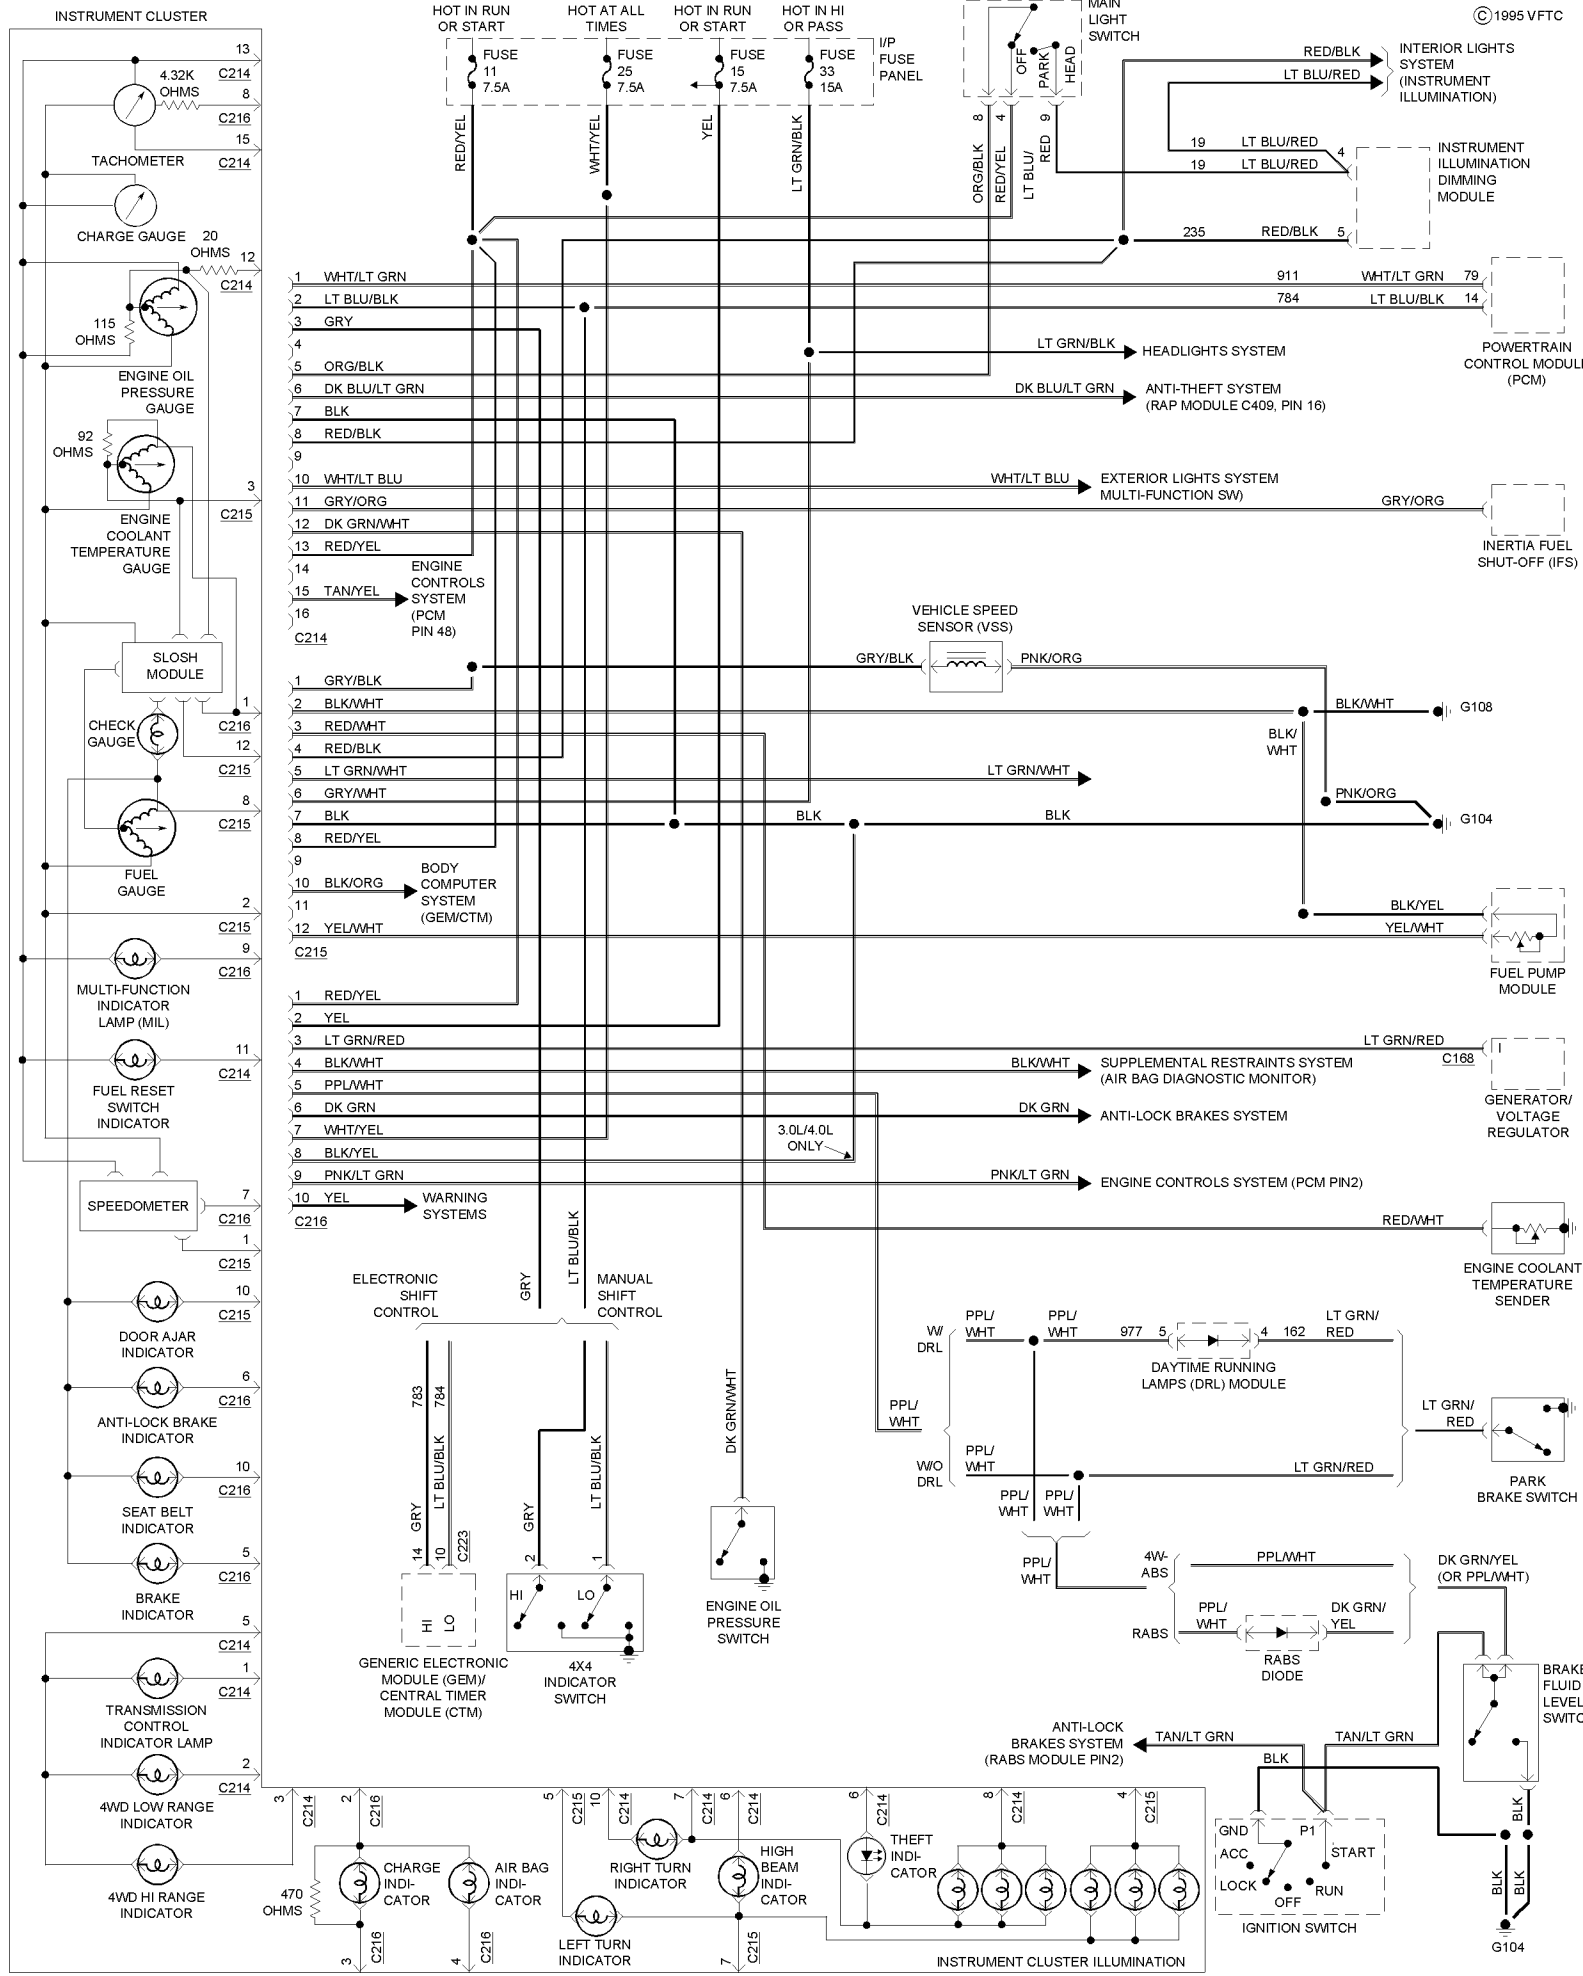 INSTRUMENT CLUSTER
HOT IN RUN
OR START
HOT AT ALL
TIMES
HOT IN RUN
OR START
HOT IN HI
OR PASS
MAIN
LIGHT
SWITCH
© 1995 VFTC
FUSE
11
7.5A
FUSE
25
7.5A
FUSE
15
7.5A
FUSE
33
15A
I/P
FUSE
PANEL
OFF
PARK
HEAD
8
4
9
RED/YEL
WHT/YEL
YEL
LT GRN/BLK
ORG/BLK
RED/YEL
LT BLU/
RED
RED/BLK
LT BLU/RED
INTERIOR LIGHTS
SYSTEM
(INSTRUMENT
ILLUMINATION)
19 LT BLU/RED 4
19 LT BLU/RED
235 RED/BLK 5
INSTRUMENT
ILLUMINATION
DIMMING
MODULE
13
C214
4.32K
OHMS
8
C216
15
C214
TACHOMETER
CHARGE GAUGE
20
OHMS
12
C214
115
OHMS
ENGINE OIL
PRESSURE
GAUGE
92
OHMS
3
C215
ENGINE
COOLANT
TEMPERATURE
GAUGE
SLOSH
MODULE
1
C216
CHECK
GAUGE
12
C215
8
C215
FUEL
GAUGE
2
C215
9
C216
MULTI-FUNCTION
INDICATOR
LAMP (MIL)
11
C214
FUEL RESET
SWITCH
INDICATOR
SPEEDOMETER
7
C216
1
C215
10
C215
DOOR AJAR
INDICATOR
6
C216
ANTI-LOCK BRAKE
INDICATOR
10
C216
SEAT BELT
INDICATOR
5
C216
BRAKE
INDICATOR
5
C214
1
C214
TRANSMISSION
CONTROL
INDICATOR LAMP
2
C214
4WD LOW RANGE
INDICATOR
4WD HI RANGE
INDICATOR
1 WHT/LT GRN 911 WHT/LT GRN 79
2 LT BLU/BLK 784 LT BLU/BLK 14
3 GRY
4
5 ORG/BLK
6 DK BLU/LT GRN
7 BLK
8 RED/BLK
9
10 WHT/LT BLU
11 GRY/ORG
12 DK GRN/WHT
13 RED/YEL
14
15 TAN/YEL
16
C214
ENGINE
CONTROLS
SYSTEM
(PCM
PIN 48)
POWERTRAIN
CONTROL MODUL
(PCM)
LT GRN/BLK HEADLIGHTS SYSTEM
DK BLU/LT GRN ANTI-THEFT SYSTEM
(RAP MODULE C409, PIN 16)
WHT/LT BLU EXTERIOR LIGHTS SYSTEM
MULTI-FUNCTION SW)
GRY/ORG
INERTIA FUEL
SHUT-OFF (IFS)
VEHICLE SPEED
SENSOR (VSS)
GRY/BLK PNK/ORG
1 GRY/BLK
2 BLK/WHT
3 RED/WHT
4 RED/BLK
5 LT GRN/WHT LT GRN/WHT
6 GRY/WHT
7 BLK BLK BLK
8 RED/YEL
9
10 BLK/ORG
11
12 YEL/WHT
C215
BODY
COMPUTER
SYSTEM
(GEM/CTM)
BLK/WHT G108
BLK/
WHT
PNK/ORG
G104
BLK/YEL
YEL/WHT
FUEL PUMP
MODULE
1 RED/YEL
2 YEL
3 LT GRN/RED LT GRN/RED
4 BLK/WHT BLK/WHT
5 PPL/WHT
6 DK GRN DK GRN
7 WHT/YEL
8 BLK/YEL
9 PNK/LT GRN PNK/LT GRN
10 YEL
C216
WARNING
SYSTEMS
C168
I
GENERATOR/
VOLTAGE
REGULATOR
SUPPLEMENTAL RESTRAINTS SYSTEM
(AIR BAG DIAGNOSTIC MONITOR)
ANTI-LOCK BRAKES SYSTEM
3.0L/4.0L
ONLY
ENGINE CONTROLS SYSTEM (PCM PIN2)
RED/WHT
ENGINE COOLANT
TEMPERATURE
SENDER
ELECTRONIC
SHIFT
CONTROL
GRY
LT BLU/BLK
MANUAL
SHIFT
CONTROL
783
784
GRY
LT BLU/BLK
14
10
C223
GRY
LT BLU/BLK
2
1
HI
LO
HI
LO
GENERIC ELECTRONIC
MODULE (GEM)/
CENTRAL TIMER
MODULE (CTM)
4X4
INDICATOR
SWITCH
DK GRN/WHT
ENGINE OIL
PRESSURE
SWITCH
PPL/
WHT
W/
DRL
PPL/
WHT
PPL/
WHT
977 5
4 162
LT GRN/
RED
DAYTIME RUNNING
LAMPS (DRL) MODULE
W/O
DRL
PPL/
WHT
LT GRN/RED
PPL/
WHT
PPL/
WHT
LT GRN/
RED
PARK
BRAKE SWITCH
PPL/
WHT
4W-
ABS
PPL/WHT
RABS
PPL/
WHT
DK GRN/
YEL
RABS
DIODE
DK GRN/YEL
(OR PPL/WHT)
BRAKE
FLUID
LEVEL
SWITC
ANTI-LOCK
BRAKES SYSTEM
(RABS MODULE PIN2)
TAN/LT GRN
TAN/LT GRN
BLK
BLK
GND
P1
ACC
START
LOCK
OFF
RUN
IGNITION SWITCH
BLK
BLK
G104
3
C214
2
C216
5
C215
10
C214
7
C214
6
C214
6
C214
8
C214
4
C215
470
OHMS
CHARGE
INDI-
CATOR
AIR BAG
INDI-
CATOR
RIGHT TURN
INDICATOR
LEFT TURN
INDICATOR
HIGH
BEAM
INDI-
CATOR
THEFT
INDI-
CATOR
3
C216
4
C216
7
C215
INSTRUMENT CLUSTER ILLUMINATION